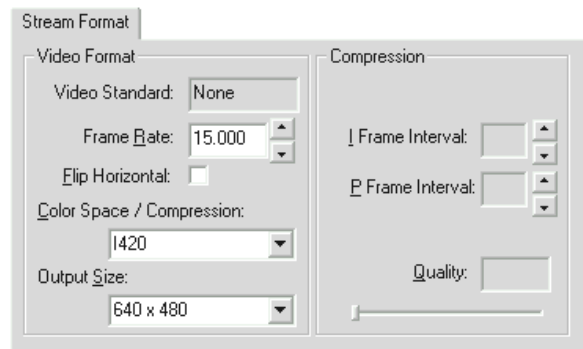 Stream Format
Video Format
Video Standard: None
Frame Rate: 15.000
Flip Horizontal:
Color Space / Compression:
I420
Output Size:
640 x 480
Compression
I Frame Interval:
P Frame Interval:
Quality: